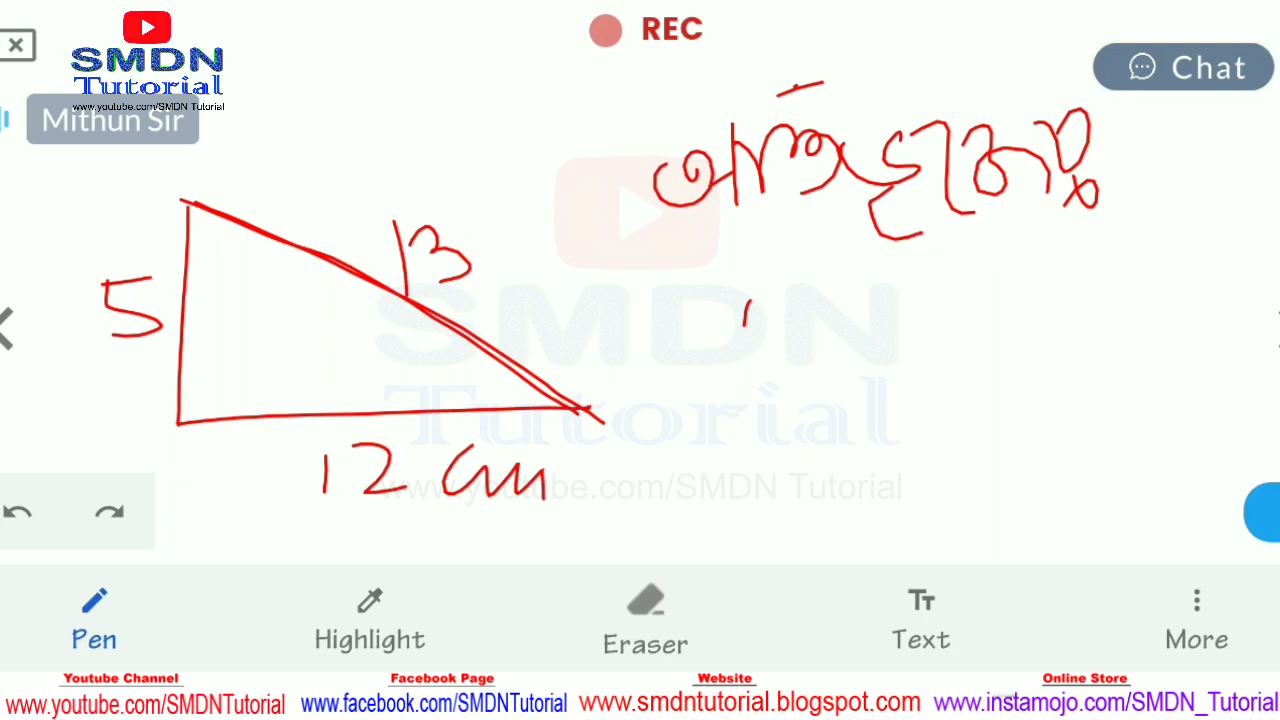 REC
SMDN
Tutorial
www.youtube.com/SMDN Tutorial
Chat
Mithun Sir
13
5
SMDN
Tutorial
www.youtube.com/SMDN Tutorial
12 cm
Pen
Highlight
Eraser
Text
More
Youtube Channel
Facebook Page
Website
Online Store
www.youtube.com/SMDNTutorial
www.facebook.com/SMDNTutorial
www.smdntutorial.blogspot.com
www.instamojo.com/SMDN_Tutorial